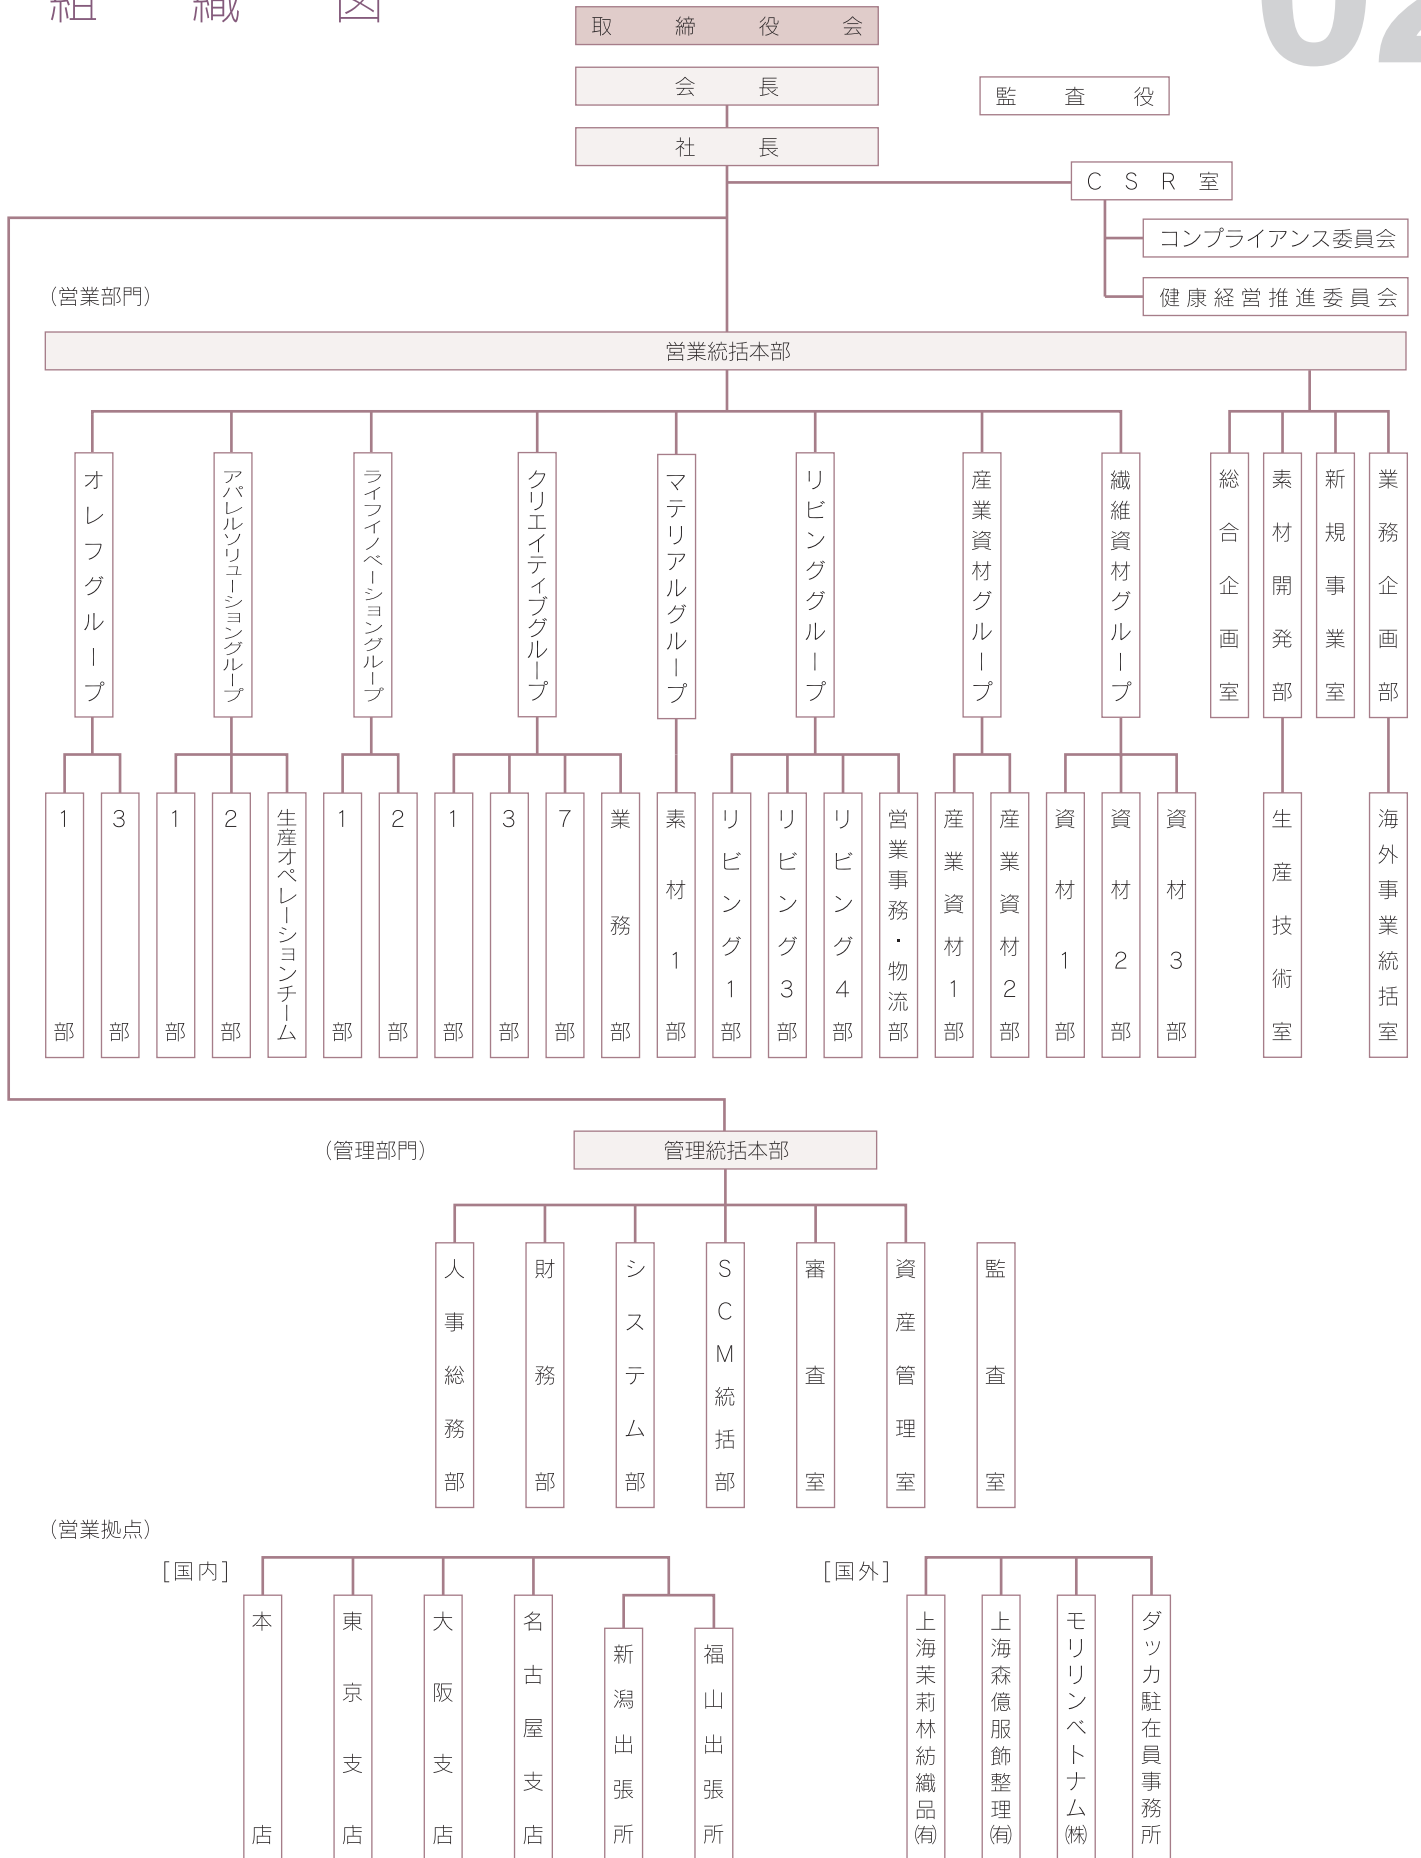 組織図
02
取締役会
会長
監査役
社長
CSR室
コンプライアンス委員会
健康経営推進委員会
(営業部門)
営業統括本部
オレフグループ
アパレルソリューショングループ
ライフイノベーショングループ
クリエイティブグループ
マテリアルグループ
リビンググループ
産業資材グループ
繊維資材グループ
総合企画室
素材開発部
新規事業室
業務企画部
1部
3部
1部
2部
生産オペレーションチーム
1部
2部
1部
3部
7部
業務部
素材1部
リビング1部
リビング3部
リビング4部
営業事務・物流部
産業資材1部
産業資材2部
資材1部
資材2部
資材3部
生産技術室
海外事業統括室
(管理部門)
管理統括本部
人事総務部
財務部
システム部
SCM統括部
審査室
資産管理室
監査室
(営業拠点)
[国内]
[国外]
本店
東京支店
大阪支店
名古屋支店
新潟出張所
福山出張所
上海茉莉林紡織品㈲
上海森億服飾整理㈲
モリリンベトナム㈱
ダッカ駐在員事務所